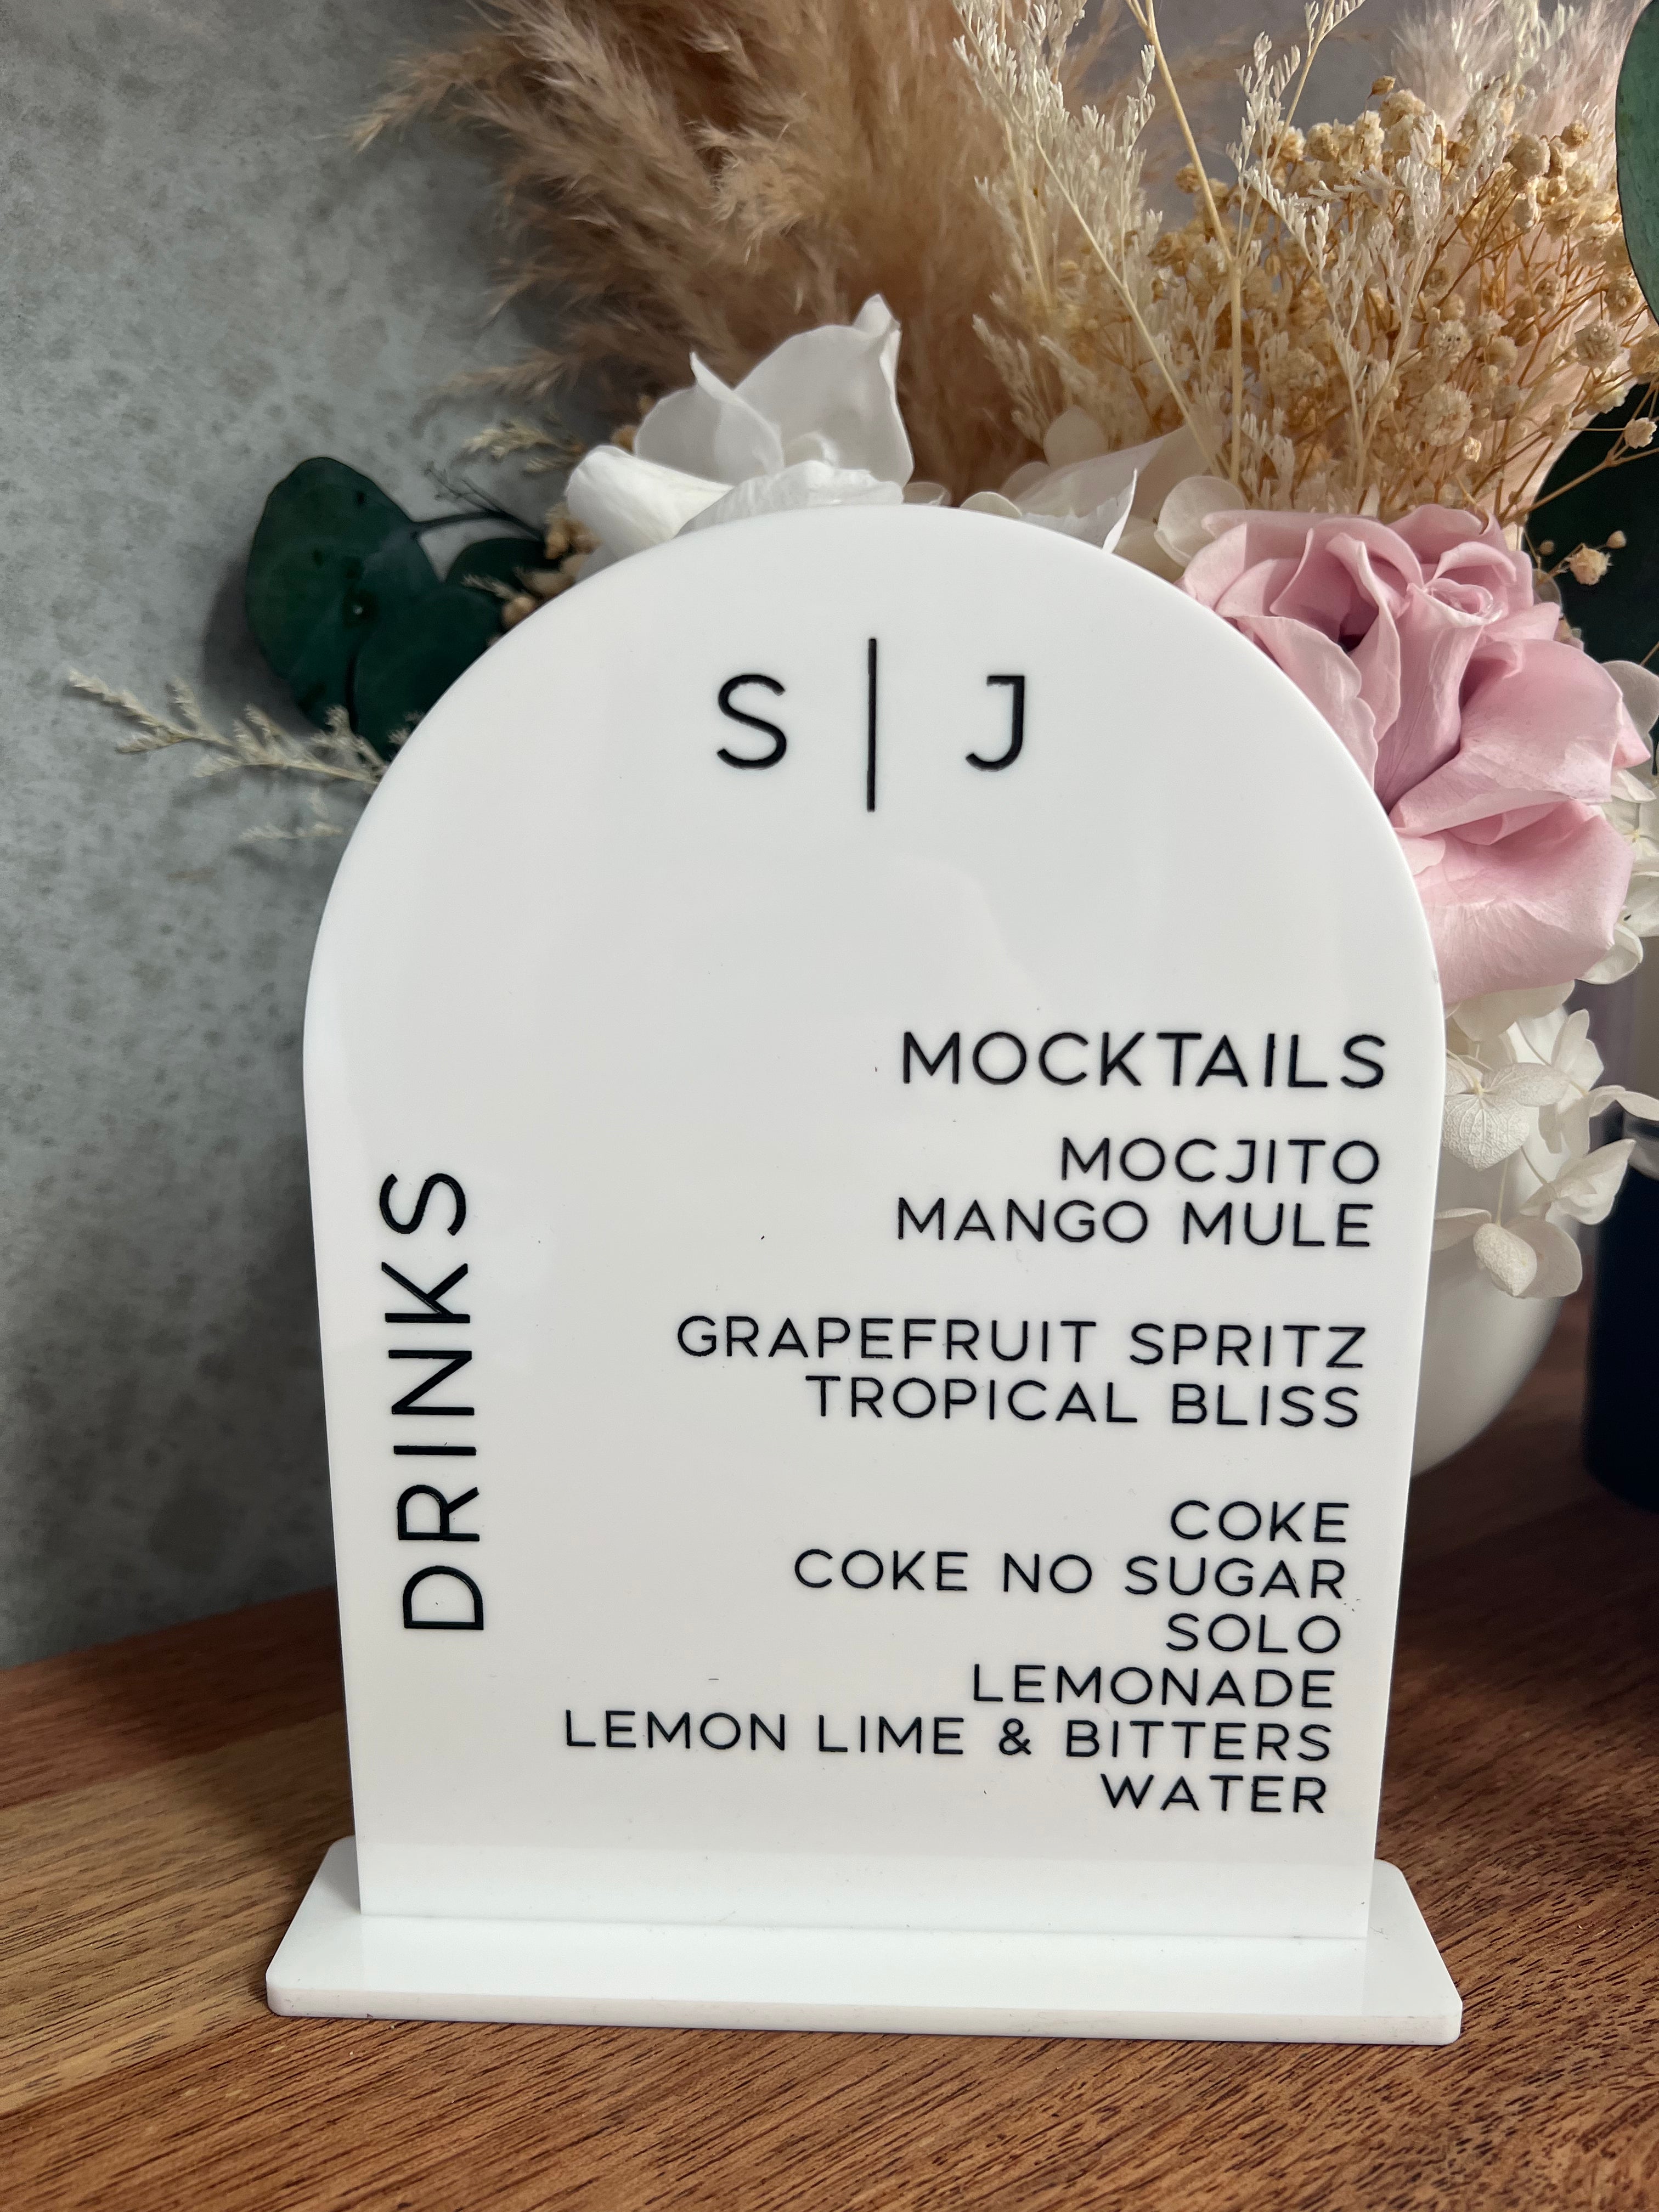 S | J
DRINKS
MOCKTAILS
MOCJITO
MANGO MULE
GRAPEFRUIT SPRITZ
TROPICAL BLISS
COKE
COKE NO SUGAR
SOLO
LEMONADE
LEMON LIME & BITTERS
WATER